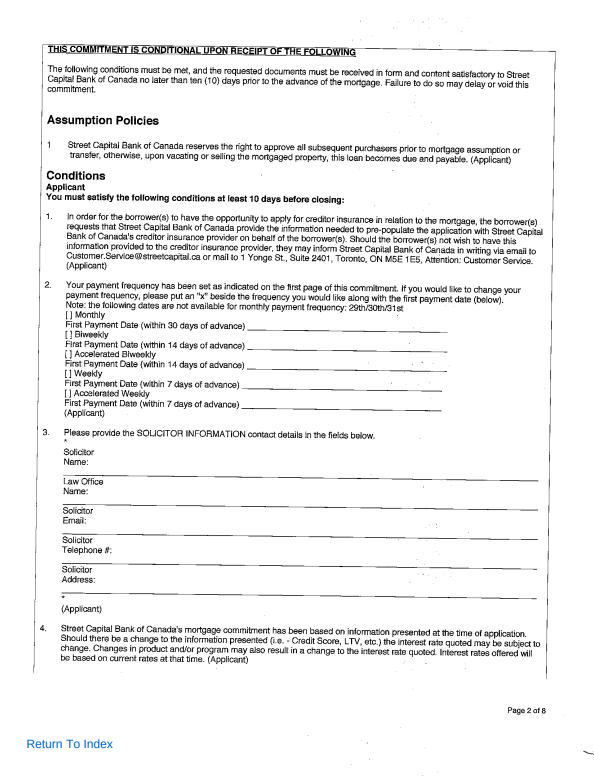 THIS COMMITMENT IS CONDITIONAL UPON RECEIPT OF THE FOLLOWING
The following conditions must be met, and the requested documents must be received in form and content satisfactory to Street
Capital Bank of Canada no later than ten (10) days prior to the advance of the mortgage. Failure to do so may delay or void this
commitment.
Assumption Policies
1 Street Capital Bank of Canada reserves the right to approve all subsequent purchasers prior to mortgage assumption or
transfer, otherwise, upon vacating or selling the mortgaged property, this loan becomes due and payable. (Applicant)
Conditions
Applicant
You must satisfy the following conditions at least 10 days before closing:
1. In order for the borrower(s) to have the opportunity to apply for creditor insurance in relation to the mortgage, the borrower(s)
requests that Street Capital Bank of Canada provide the information needed to pre-populate the application with Street Capital
Bank of Canada's creditor insurance provider on behalf of the borrower(s). Should the borrower(s) not wish to have this
information provided to the creditor insurance provider, they may inform Street Capital Bank of Canada in writing via email to
Customer.Service@streetcapital.ca or mail to 1 Yonge St., Suite 2401, Toronto, ON M5E 1E5, Attention: Customer Service.
(Applicant)
2. Your payment frequency has been set as indicated on the first page of this commitment. If you would like to change your
payment frequency, please put an "x" beside the frequency you would like along with the first payment date (below).
Note: the following dates are not available for monthly payment frequency: 29th/30th/31st
[ ] Monthly
First Payment Date (within 30 days of advance)
[ ] Biweekly
First Payment Date (within 14 days of advance)
[ ] Accelerated Biweekly
First Payment Date (within 14 days of advance)
[ ] Weekly
First Payment Date (within 7 days of advance)
[ ] Accelerated Weekly
First Payment Date (within 7 days of advance)
(Applicant)
3. Please provide the SOLICITOR INFORMATION contact details in the fields below.
*
Solicitor
Name:
Law Office
Name:
Solicitor
Email:
Solicitor
Telephone #:
Solicitor
Address:
*
(Applicant)
4. Street Capital Bank of Canada's mortgage commitment has been based on information presented at the time of application.
Should there be a change to the information presented (i.e. - Credit Score, LTV, etc.) the interest rate quoted may be subject to
change. Changes in product and/or program may also result in a change to the interest rate quoted. Interest rates offered will
be based on current rates at that time. (Applicant)
Page 2 of 8
Return To Index